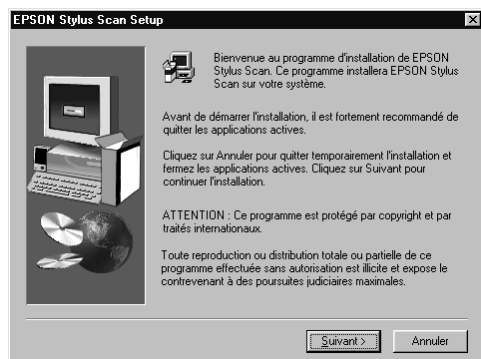 EPSON Stylus Scan Setup
Bienvenue au programme d'installation de EPSON
Stylus Scan. Ce programme installera EPSON Stylus
Scan sur votre système.
Avant de démarrer l'installation, il est fortement recommandé de
quitter les applications actives.
Cliquez sur Annuler pour quitter temporairement l'installation et
fermez les applications actives. Cliquez sur Suivant pour
continuer l'installation.
ATTENTION : Ce programme est protégé par copyright et par
traités internationaux.
Toute reproduction ou distribution totale ou partielle de ce
programme effectuée sans autorisation est illicite et expose le
contrevenant à des poursuites judiciaires maximales.
Suivant >
Annuler